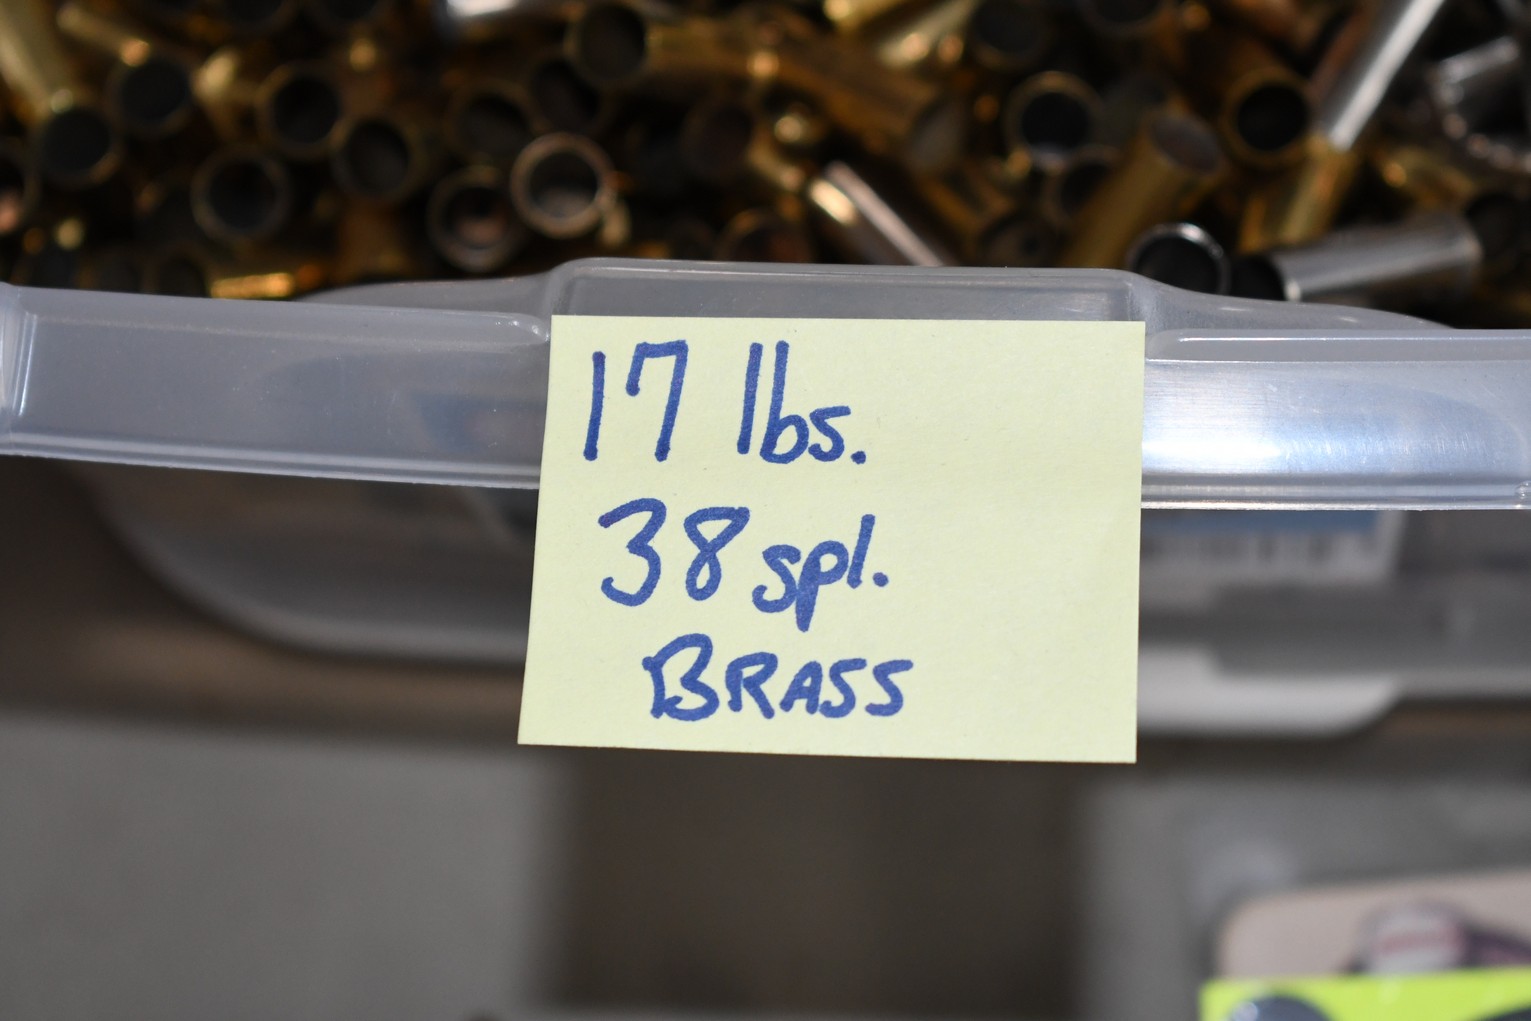 17 lbs.
38 spl.
BRASS